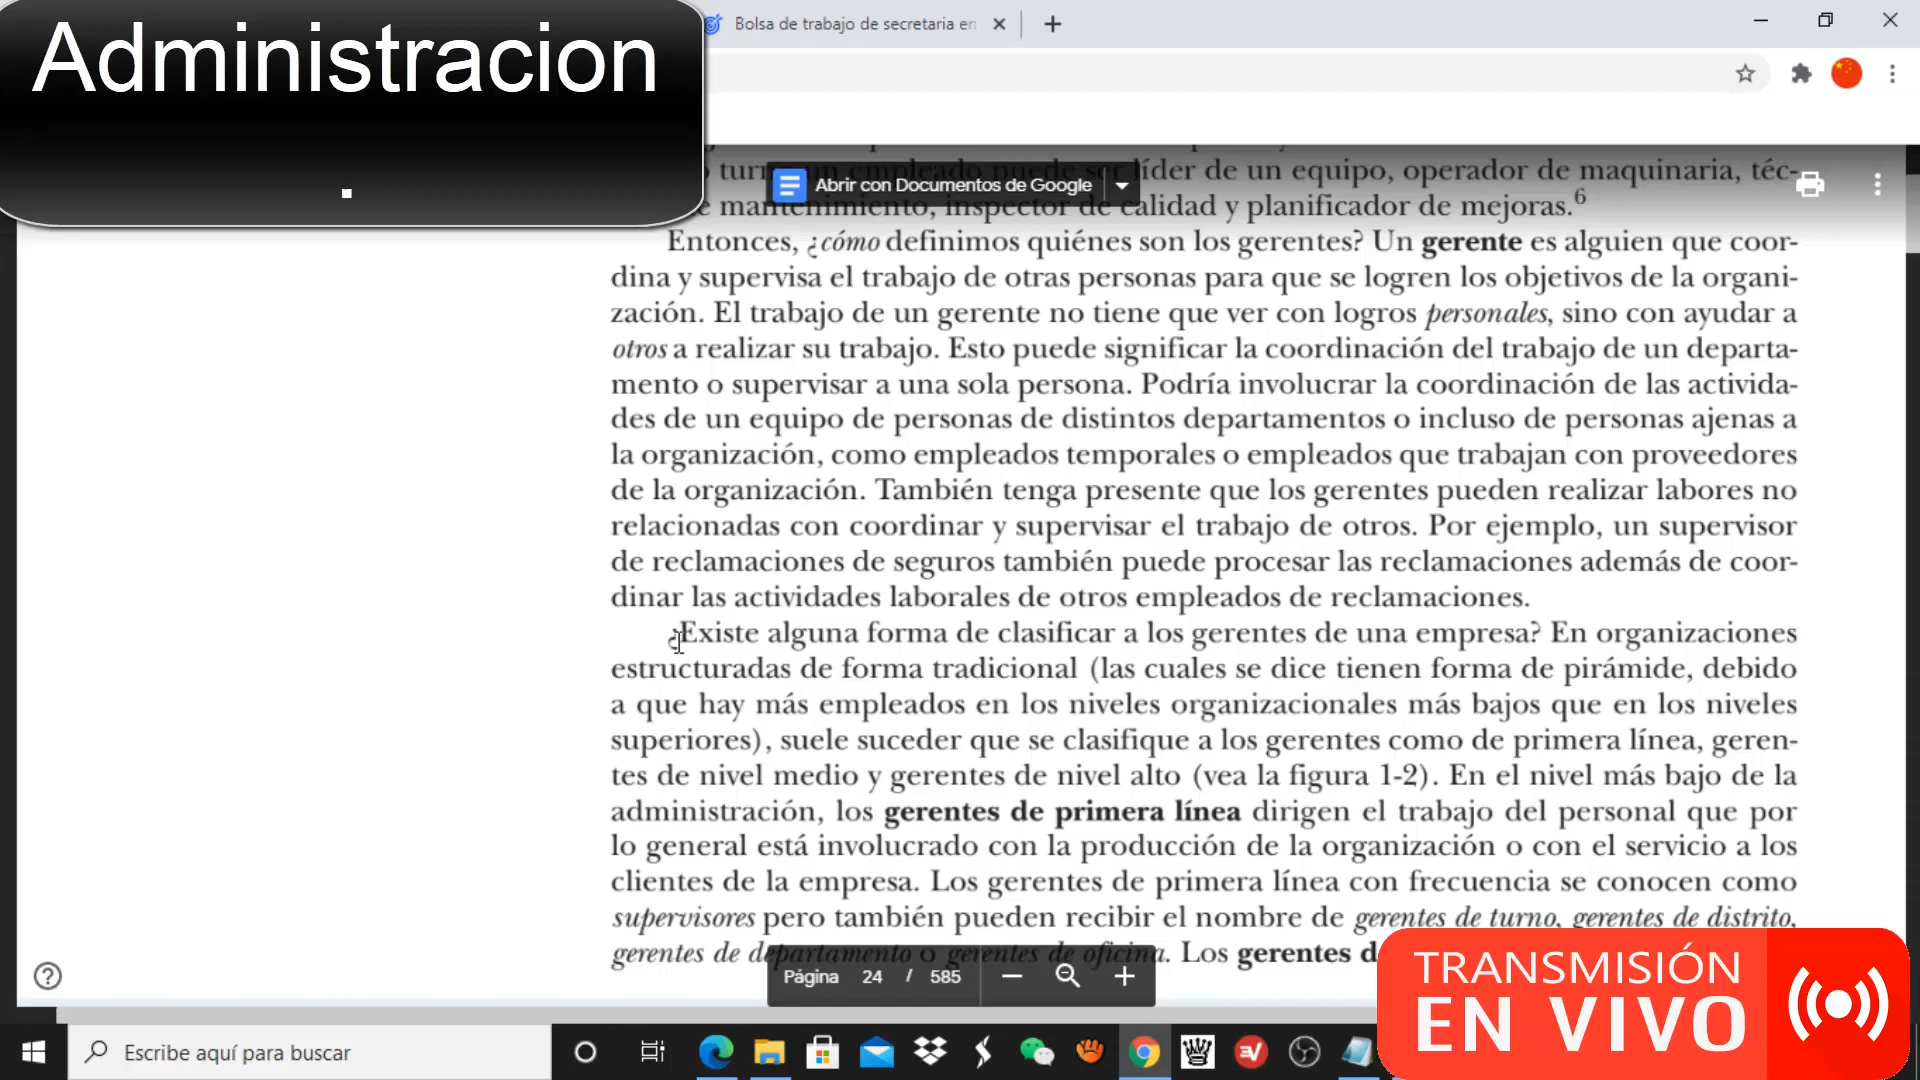 Administracion
.
Bolsa de trabajo de secretaria en
turno un empleado puede ser líder de un equipo, operador de maquinaria, téc-
Abrir con Documentos de Google
mantenimiento, inspector de calidad y planificador de mejoras.6
Entonces, ¿cómo definimos quiénes son los gerentes? Un gerente es alguien que coor-
dina y supervisa el trabajo de otras personas para que se logren los objetivos de la organi-
zación. El trabajo de un gerente no tiene que ver con logros personales, sino con ayudar a
otros a realizar su trabajo. Esto puede significar la coordinación del trabajo de un departa-
mento o supervisar a una sola persona. Podría involucrar la coordinación de las activida-
des de un equipo de personas de distintos departamentos o incluso de personas ajenas a
la organización, como empleados temporales o empleados que trabajan con proveedores
de la organización. También tenga presente que los gerentes pueden realizar labores no
relacionadas con coordinar y supervisar el trabajo de otros. Por ejemplo, un supervisor
de reclamaciones de seguros también puede procesar las reclamaciones además de coor-
dinar las actividades laborales de otros empleados de reclamaciones.
¿Existe alguna forma de clasificar a los gerentes de una empresa? En organizaciones
estructuradas de forma tradicional (las cuales se dice tienen forma de pirámide, debido
a que hay más empleados en los niveles organizacionales más bajos que en los niveles
superiores), suele suceder que se clasifique a los gerentes como de primera línea, geren-
tes de nivel medio y gerentes de nivel alto (vea la figura 1-2). En el nivel más bajo de la
administración, los gerentes de primera línea dirigen el trabajo del personal que por
lo general está involucrado con la producción de la organización o con el servicio a los
clientes de la empresa. Los gerentes de primera línea con frecuencia se conocen como
supervisores pero también pueden recibir el nombre de gerentes de turno, gerentes de distrito,
gerentes de departamento o gerentes de oficina. Los gerentes d
Página 24 / 585
TRANSMISIÓN
EN VIVO
Escribe aquí para buscar